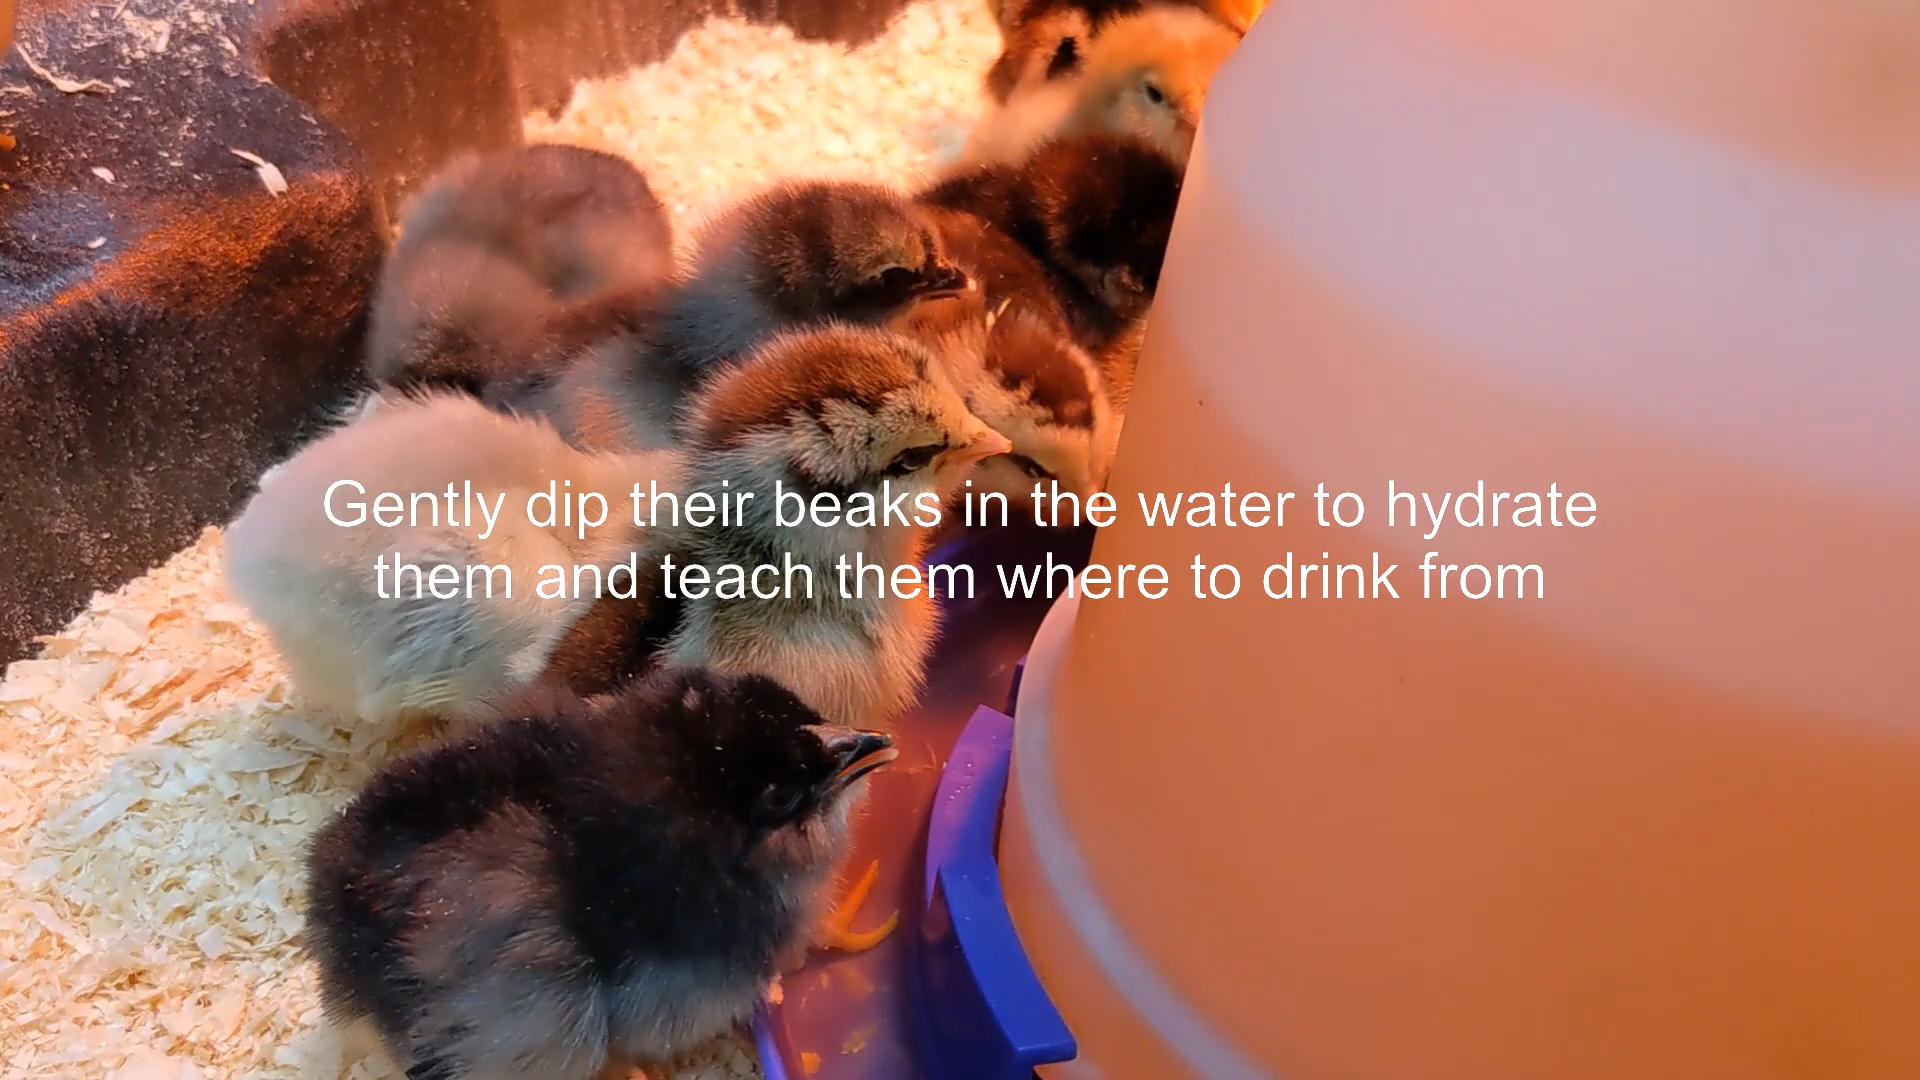 Gently dip their beaks in the water to hydrate
them and teach them where to drink from